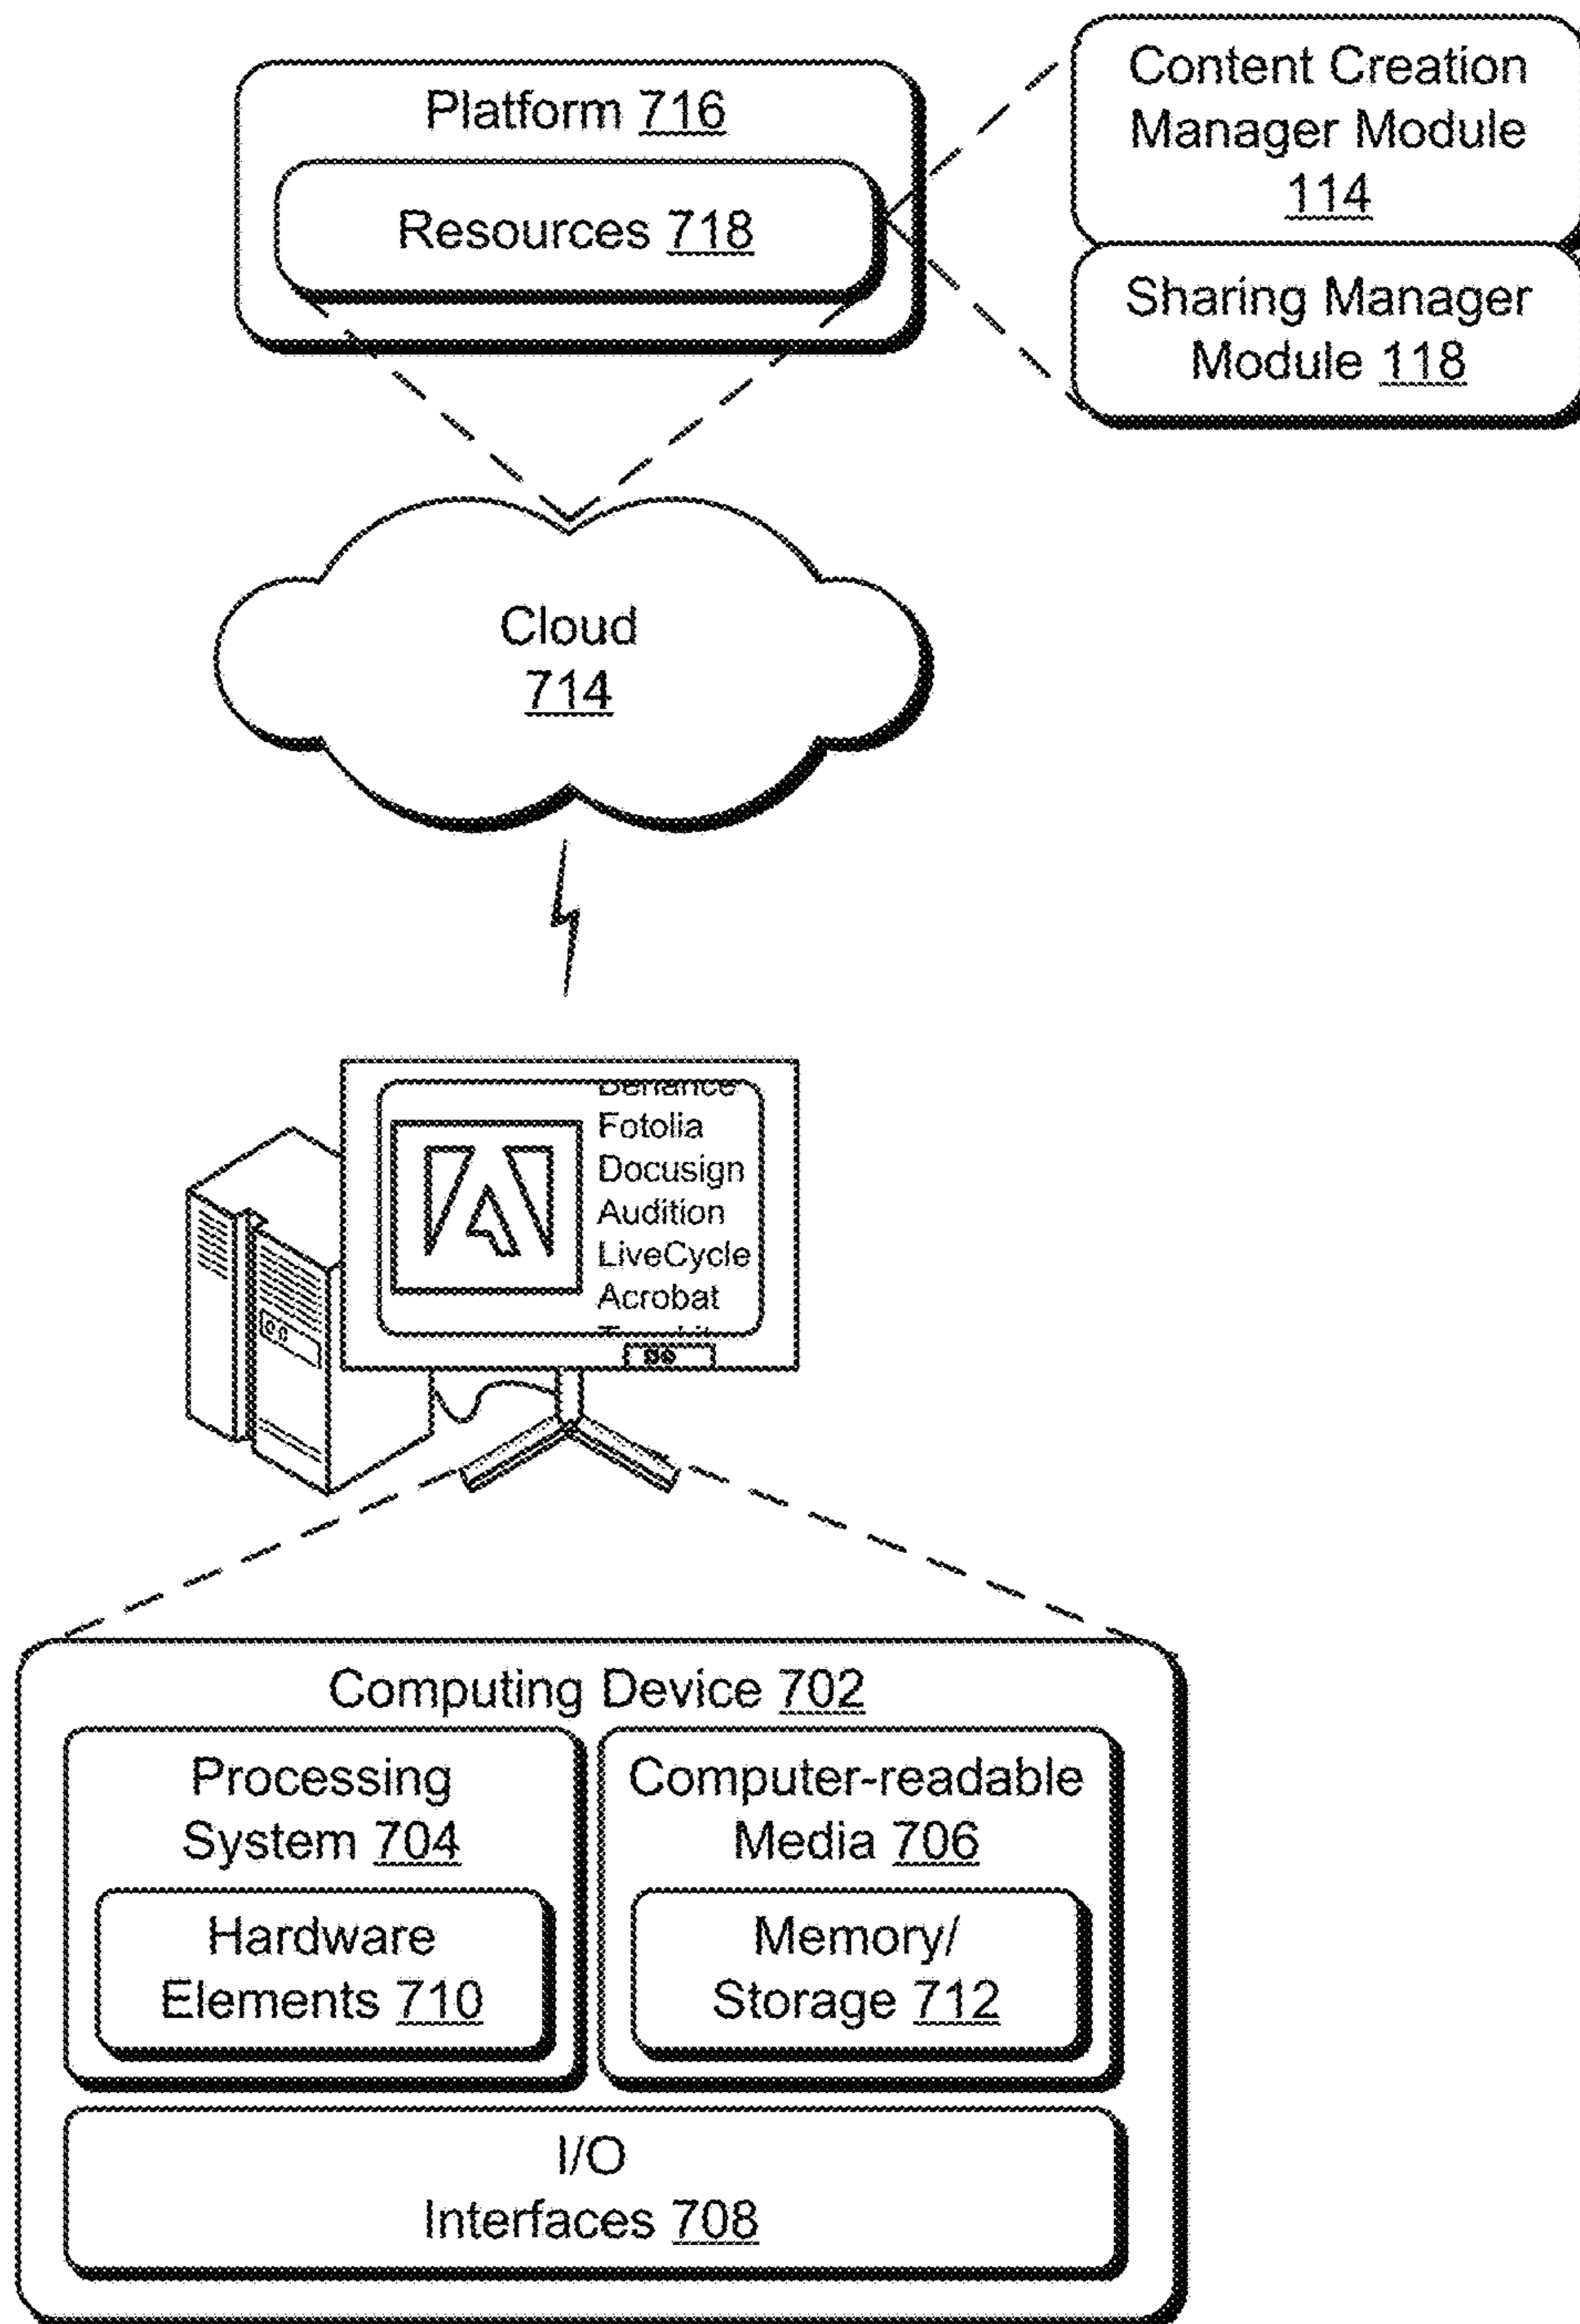 Platform 716
Resources 718
Content Creation
Manager Module
114
Sharing Manager
Module 118
Cloud
714
Fotolia
Docusign
Audition
LiveCycle
Acrobat
Computing Device 702
Processing
System 704
Hardware
Elements 710
Computer-readable
Media 706
Memory/
Storage 712
I/O
Interfaces 708